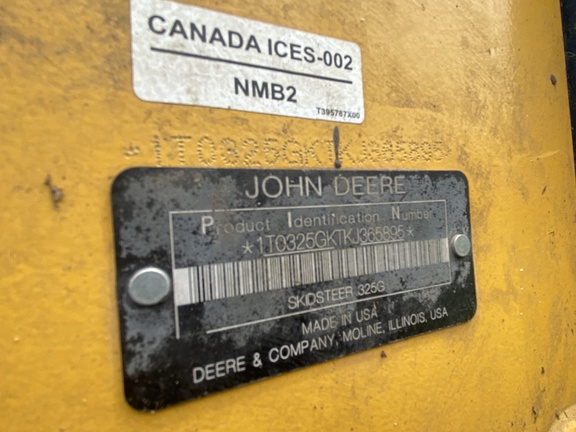 CANADA ICES-002
NMB2
T395787X00
*1T0325GKTKJ365895
JOHN DEERE
Product Identification Number
*1T0325GKTKJ365895*
SKIDSTEER 325G
MADE IN USA
DEERE & COMPANY, MOLINE, ILLINOIS, USA